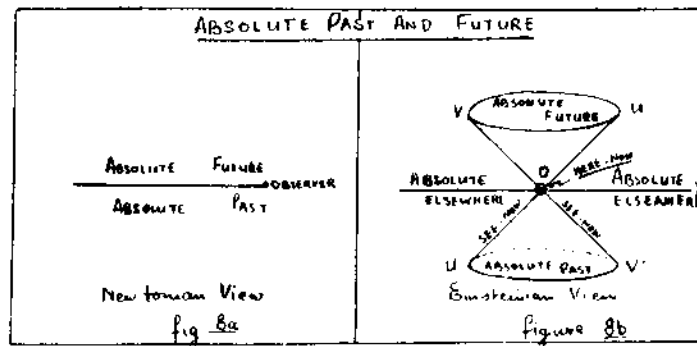 ABSOLUTE PAST AND FUTURE
ABSOLUTE FUTURE
OBSERVER
ABSOLUTE PAST
Newtonian View
fig 8a
V ABSOLUTE FUTURE U
O
HERE-NOW
ABSOLUTE ELSEWHERE
ABSOLUTE ELSEWHERE
SEE-NOW
SEE-NOW
U ABSOLUTE PAST V'
Einsteinian View
figure 8b